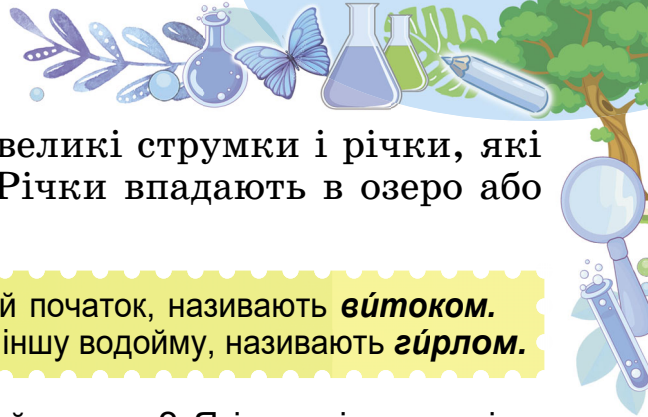 великі струмки і річки, які
Річки впадають в озеро або
й початок, називають ви́током.
іншу водойму, називають ги́рлом.